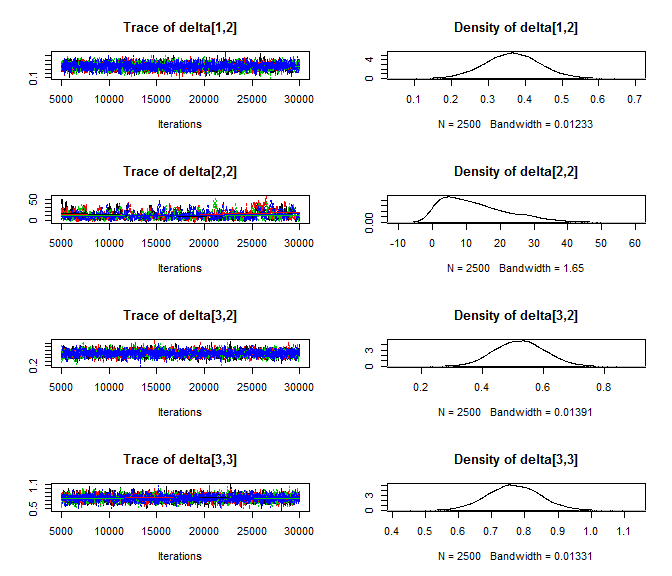 Trace of delta[1,2]
0.1
5000 10000 15000 20000 25000 30000
Iterations
Density of delta[1,2]
0 4
0.1 0.2 0.3 0.4 0.5 0.6 0.7
N = 2500 Bandwidth = 0.01233
Trace of delta[2,2]
0 50
5000 10000 15000 20000 25000 30000
Iterations
Density of delta[2,2]
0.00
-10 0 10 20 30 40 50 60
N = 2500 Bandwidth = 1.65
Trace of delta[3,2]
0.2
5000 10000 15000 20000 25000 30000
Iterations
Density of delta[3,2]
0 3
0.2 0.4 0.6 0.8
N = 2500 Bandwidth = 0.01391
Trace of delta[3,3]
0.5 1.1
5000 10000 15000 20000 25000 30000
Iterations
Density of delta[3,3]
0 3
0.4 0.5 0.6 0.7 0.8 0.9 1.0 1.1
N = 2500 Bandwidth = 0.01331